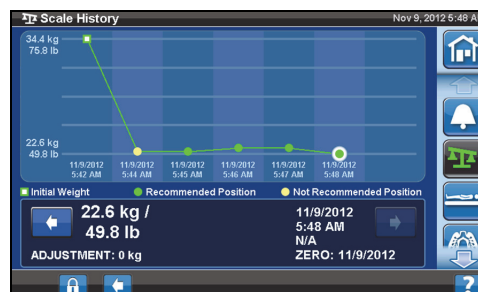 Scale History
Nov 9, 2012 5:48 A
34.4 kg
75.8 lb
22.6 kg
49.8 lb
11/9/2012 11/9/2012 11/9/2012 11/9/2012 11/9/2012 11/9/2012
5:42 AM 5:44 AM 5:45 AM 5:46 AM 5:47 AM 5:48 AM
Initial Weight Recommended Position Not Recommended Position
22.6 kg /
49.8 lb
ADJUSTMENT: 0 kg
11/9/2012
5:48 AM
N/A
ZERO: 11/9/2012
?